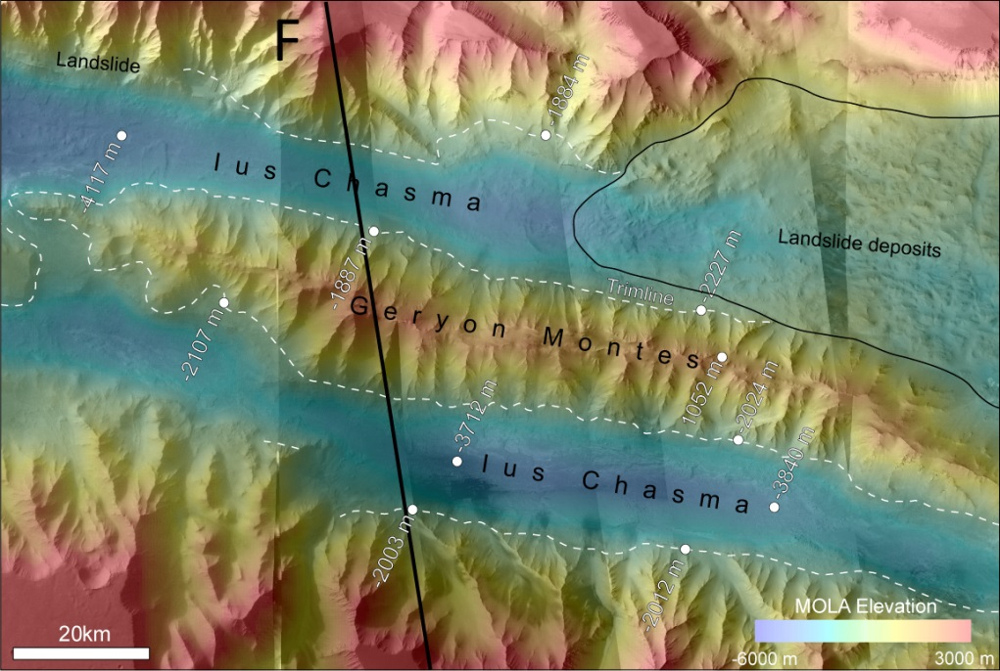 F
Landslide
-1884 m
-4117 m
Ius Chasma
Landslide deposits
-2227 m
Trimline
-1887 m
Geryon Montes
-2107 m
1052 m
-2024 m
-3712 m
-3840 m
Ius Chasma
-2003 m
-2012 m
MOLA Elevation
20km
-6000 m 3000 m